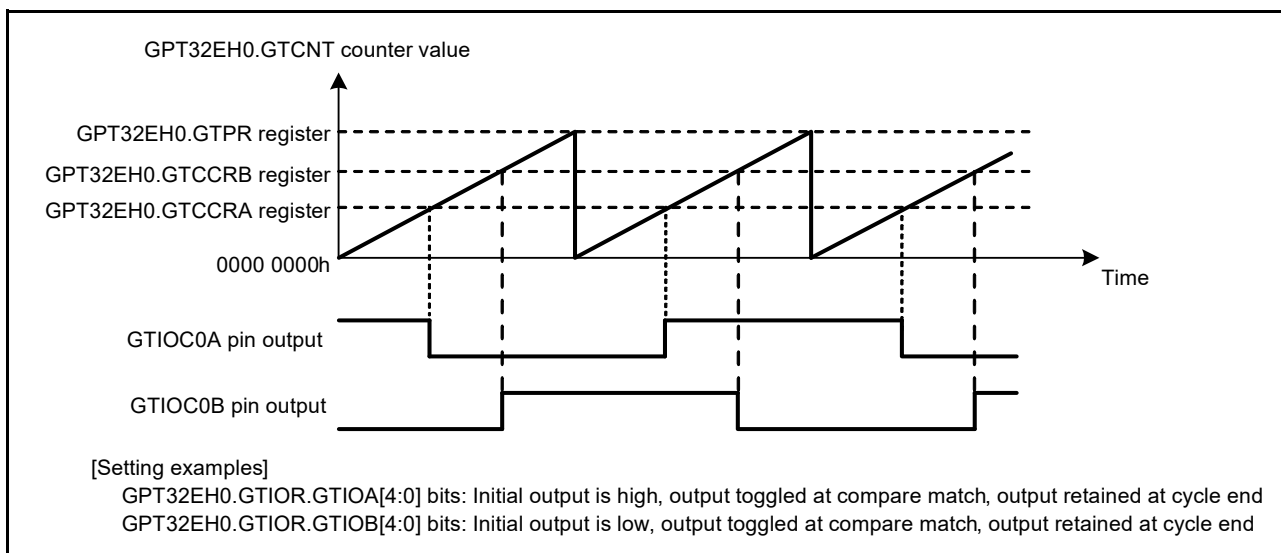 GPT32EH0.GTCNT counter value
GPT32EH0.GTPR register
GPT32EH0.GTCCRB register
GPT32EH0.GTCCRA register
0000 0000h
Time
GTIOC0A pin output
GTIOC0B pin output
[Setting examples]
GPT32EH0.GTIOR.GTIOA[4:0] bits: Initial output is high, output toggled at compare match, output retained at cycle end
GPT32EH0.GTIOR.GTIOB[4:0] bits: Initial output is low, output toggled at compare match, output retained at cycle end